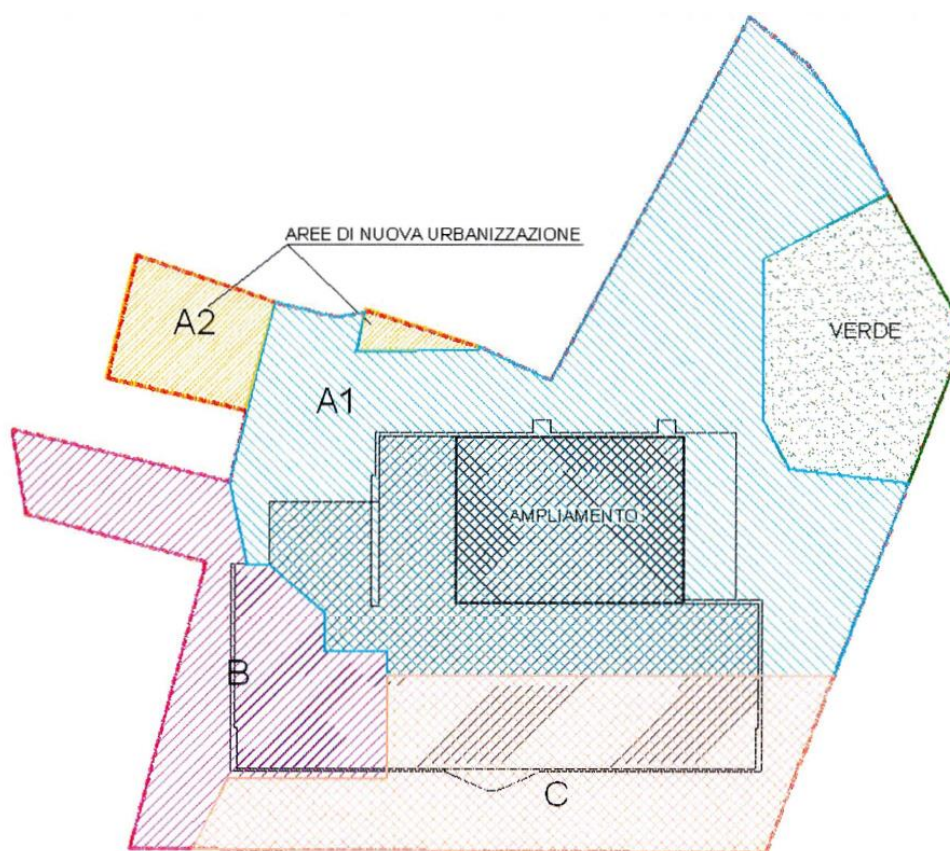 AREE DI NUOVA URBANIZZAZIONE
A2
VERDE
A1
AMPLIAMENTO
B
C